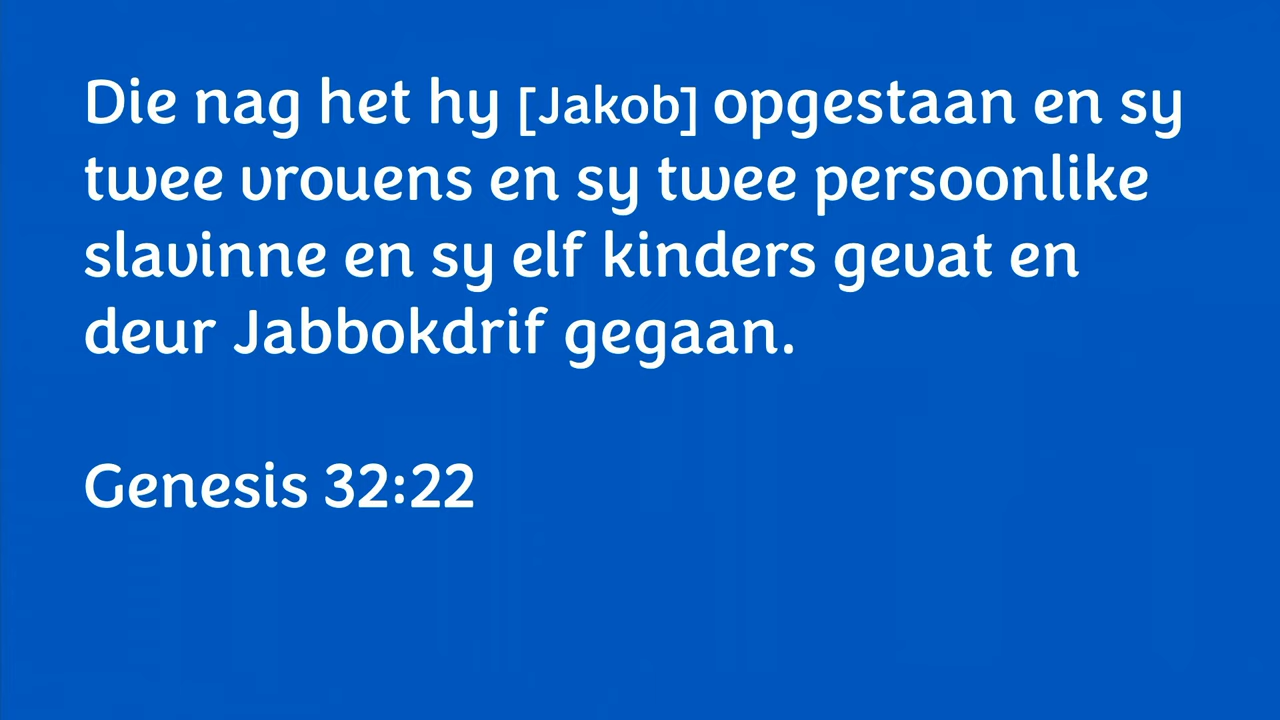 Die nag het hy [Jakob] opgestaan en sy
twee vrouens en sy twee persoonlike
slavinne en sy elf kinders gevat en
deur Jabbokdrif gegaan.
Genesis 32:22